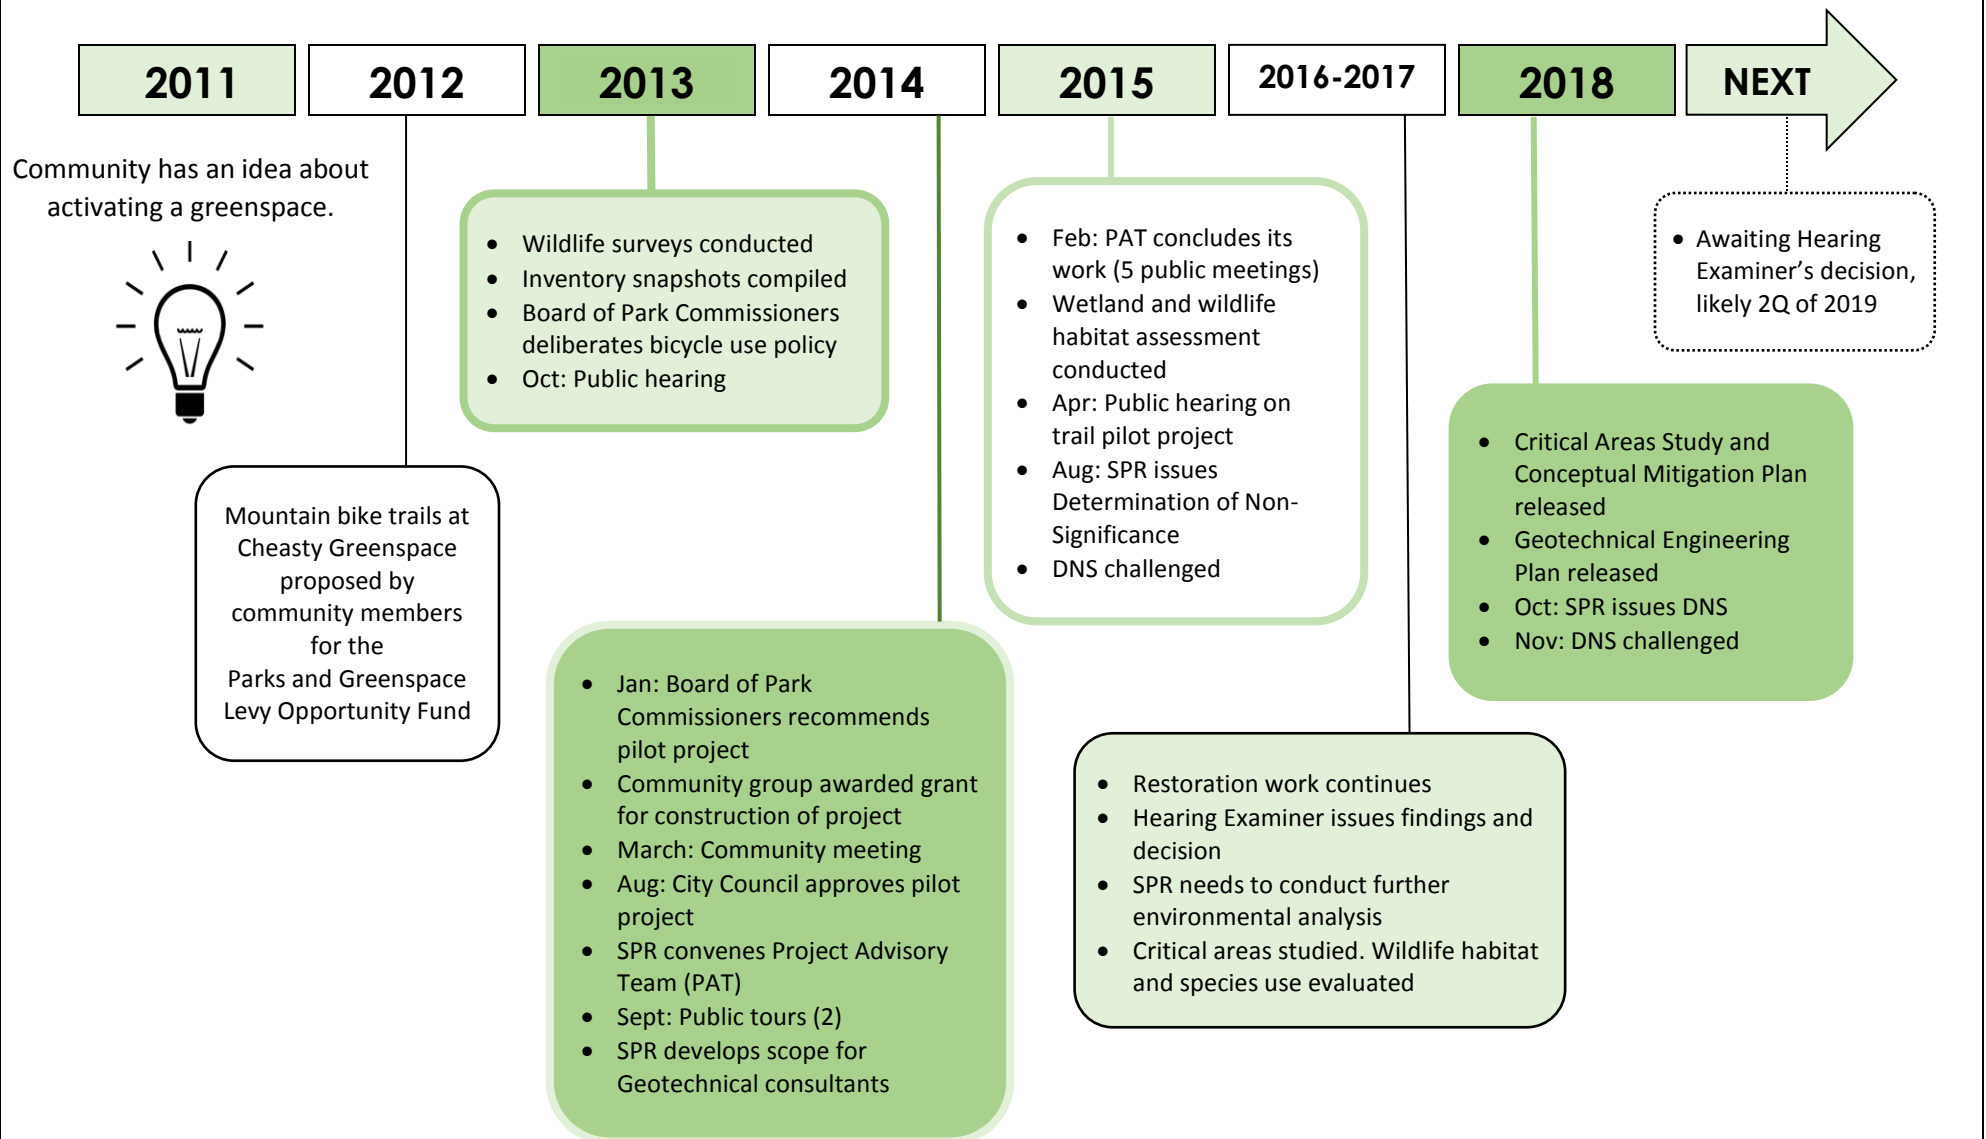 2011
2012
2013
2014
2015
2016-2017
2018
NEXT
Community has an idea about
activating a greenspace.
Mountain bike trails at
Cheasty Greenspace
proposed by
community members
for the
Parks and Greenspace
Levy Opportunity Fund
• Wildlife surveys conducted
• Inventory snapshots compiled
• Board of Park Commissioners
deliberates bicycle use policy
• Oct: Public hearing
• Jan: Board of Park
Commissioners recommends
pilot project
• Community group awarded grant
for construction of project
• March: Community meeting
• Aug: City Council approves pilot
project
• SPR convenes Project Advisory
Team (PAT)
• Sept: Public tours (2)
• SPR develops scope for
Geotechnical consultants
• Feb: PAT concludes its
work (5 public meetings)
• Wetland and wildlife
habitat assessment
conducted
• Apr: Public hearing on
trail pilot project
• Aug: SPR issues
Determination of Non-
Significance
• DNS challenged
• Restoration work continues
• Hearing Examiner issues findings and
decision
• SPR needs to conduct further
environmental analysis
• Critical areas studied. Wildlife habitat
and species use evaluated
• Critical Areas Study and
Conceptual Mitigation Plan
released
• Geotechnical Engineering
Plan released
• Oct: SPR issues DNS
• Nov: DNS challenged
• Awaiting Hearing
Examiner’s decision,
likely 2Q of 2019